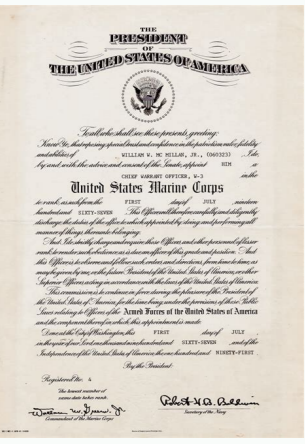 THE
PRESIDENT
OF
THE UNITED STATES OF AMERICA
To all who shall see these presents, greeting:
Know Ye, that reposing special trust and confidence in the patriotism, valor, fidelity
and abilities of WILLIAM W. MC MILLAN, JR., (060323) I do
by and with the advice and consent of the Senate, appoint HIM a
CHIEF WARRANT OFFICER, W-3 in the
United States Marine Corps
to rank as such from the FIRST day of JULY nineteen
hundred SIXTY-SEVEN This Officer will therefore carefully and diligently
discharge the duties of the office to which appointed by doing and performing all
manner of things thereunto belonging.
And I do strictly charge and require those Officers and other personnel of lesser
rank to render such obedience as is due an officer of this grade and position. And
this Officer is to observe and follow such orders and directions, from time to time, as
may be given by me, or the future President of the United States of America, or other
Superior Officers acting in accordance with the laws of the United States of America.
This commission is to continue in force during the pleasure of the President of
the United States of America, for the time being, under the provisions of those Public
Laws relating to Officers of the Armed Forces of the United States of America
and the component thereof in which this appointment is made.
Done at the City of Washington, this FIRST day of JULY
in the year of our Lord one thousand nine hundred and SIXTY-SEVEN and of the
Independence of the United States of America, the one hundred and NINETY-FIRST
By the President:
Registered No. 4
The lowest number of
same date takes rank.
Commandant of the Marine Corps
Secretary of the Navy